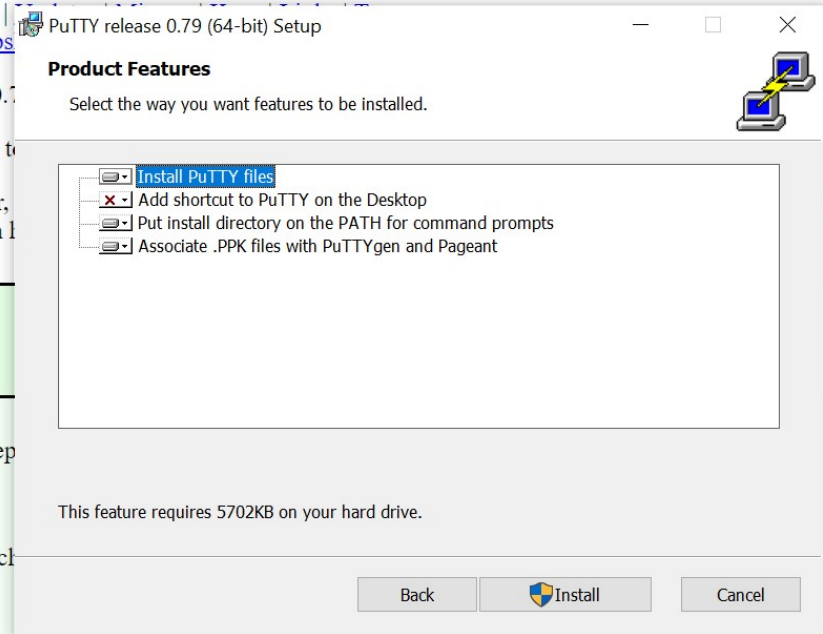 PuTTY release 0.79 (64-bit) Setup
Product Features
Select the way you want features to be installed.
Install PuTTY files
Add shortcut to PuTTY on the Desktop
Put install directory on the PATH for command prompts
Associate .PPK files with PuTTYgen and Pageant
This feature requires 5702KB on your hard drive.
Back
Install
Cancel